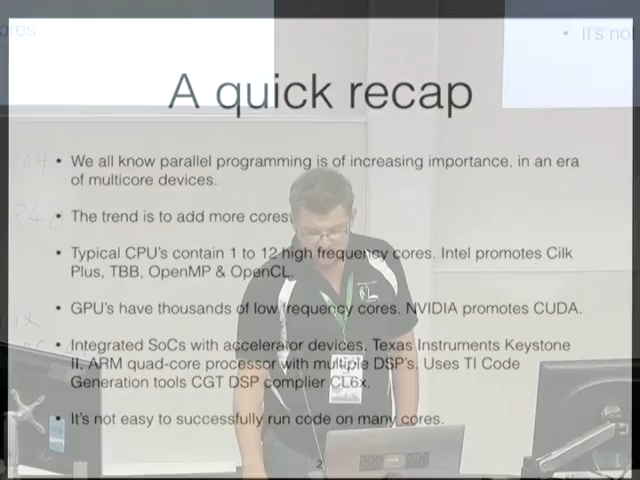 ores.
• It's not
A quick recap
• We all know parallel programming is of increasing importance, in an era
of multicore devices.
• The trend is to add more cores.
• Typical CPU's contain 1 to 12 high frequency cores. Intel promotes Cilk
Plus, TBB, OpenMP & OpenCL.
• GPU's have thousands of low frequency cores. NVIDIA promotes CUDA.
• Integrated SoCs with accelerator devices. Texas Instruments Keystone
II, ARM quad-core processor with multiple DSP's. Uses TI Code
Generation tools CGT DSP complier CL6x.
• It's not easy to successfully run code on many cores.
2